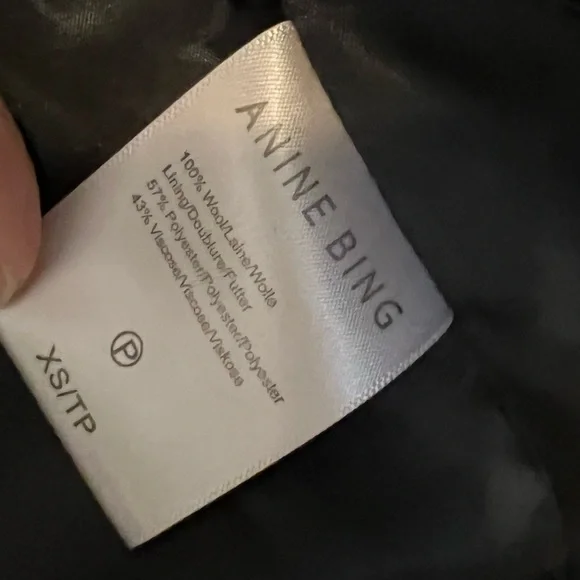 ANINE BING
100% Wool/Laine/Wolle
Lining/Doublure/Futter
57% Polyester/Polyester/Polyester
43% Viscose/Viscose/Viskose
P
XS/TP